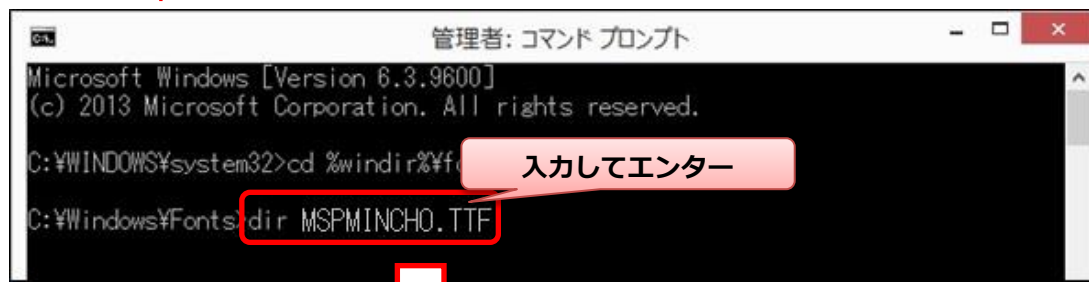 管理者: コマンド プロンプト
Microsoft Windows [Version 6.3.9600]
(c) 2013 Microsoft Corporation. All rights reserved.
C:¥WINDOWS¥system32>cd %windir%¥f
入力してエンター
C:¥Windows¥Fonts>dir MSPMINCHO.TTF